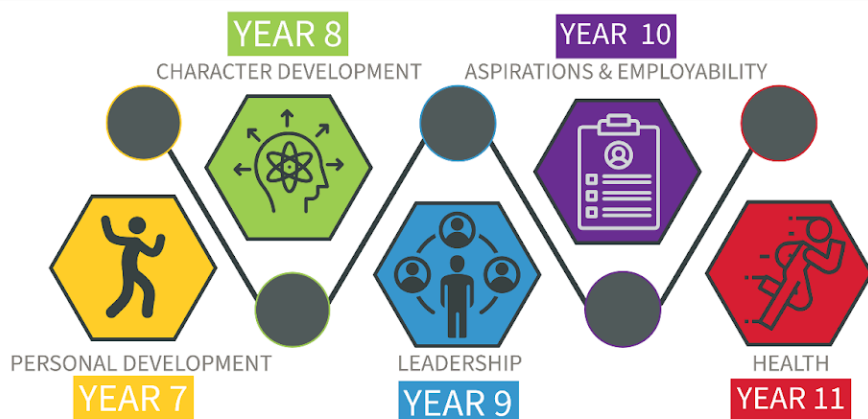 YEAR 8
CHARACTER DEVELOPMENT
YEAR 10
ASPIRATIONS & EMPLOYABILITY
PERSONAL DEVELOPMENT
YEAR 7
LEADERSHIP
YEAR 9
HEALTH
YEAR 11